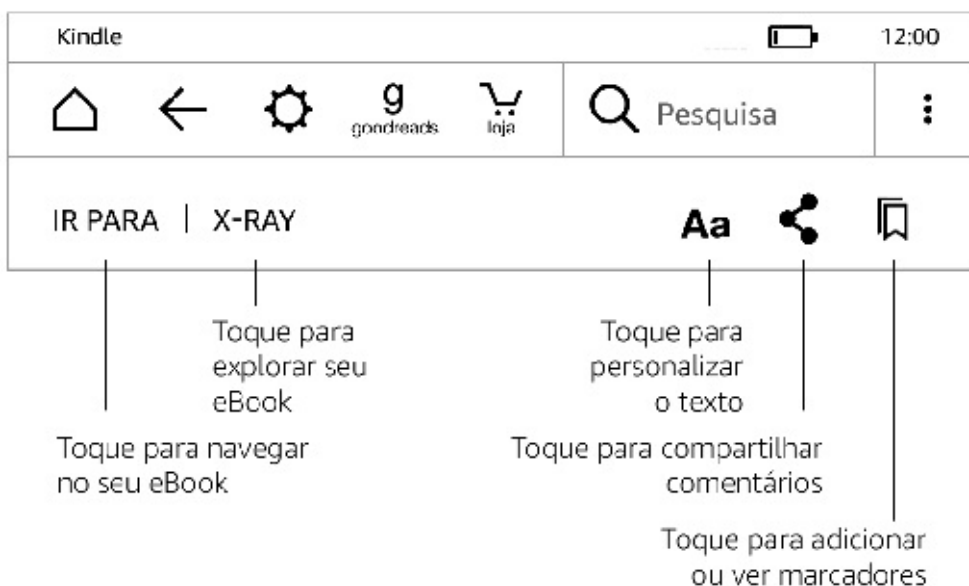 Kindle 12:00
goodreads loja Pesquisa
IR PARA | X-RAY Aa
Toque para
explorar seu
eBook
Toque para
personalizar
o texto
Toque para navegar
no seu eBook
Toque para compartilhar
comentários
Toque para adicionar
ou ver marcadores